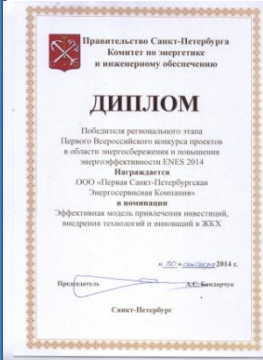 Правительство Санкт-Петербурга
Комитет по энергетике
и инженерному обеспечению
ДИПЛОМ
Победителя регионального этапа
Первого Всероссийского конкурса проектов
в области энергосбережения и повышения
энергоэффективности ENES 2014
Награждается
ООО «Первая Санкт-Петербургская
Энергосервисная Компания»
в номинации
Эффективная модель привлечения инвестиций,
внедрения технологий и инноваций в ЖКХ
« 30 » сентября 2014 г.
Председатель А.С. Бондарчук
Санкт-Петербург